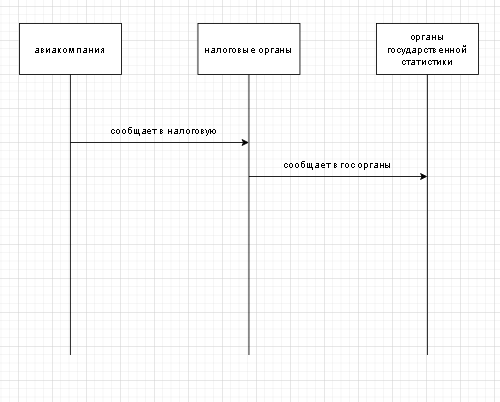 авиакомпания
налоговые органы
органы
государственной
статистики
сообщает в налоговую
сообщает в гос органы